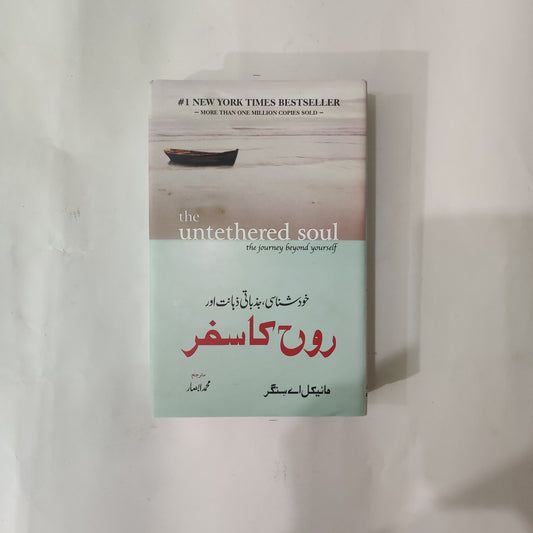 #1 NEW YORK TIMES BESTSELLER
– MORE THAN ONE MILLION COPIES SOLD –
the
untethered soul
the journey beyond yourself
خود شناسی، جذباتی ذہانت اور
روح کا سفر
مائیکل اے سنگر
مترجم
محمد ابصار